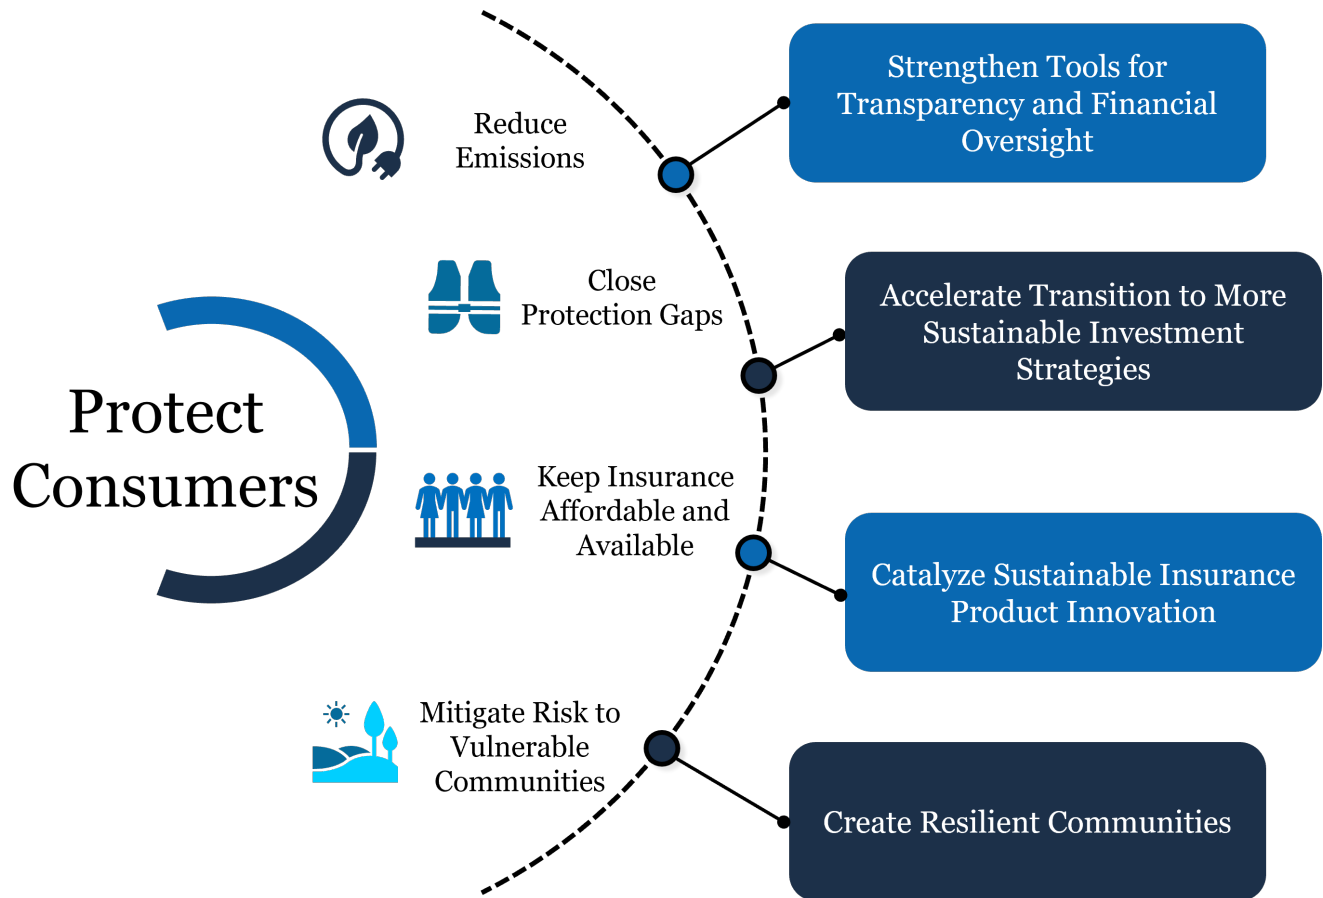 Protect
Consumers
Reduce
Emissions
Close
Protection Gaps
Keep Insurance
Affordable and
Available
Mitigate Risk to
Vulnerable
Communities
Strengthen Tools for
Transparency and Financial
Oversight
Accelerate Transition to More
Sustainable Investment
Strategies
Catalyze Sustainable Insurance
Product Innovation
Create Resilient Communities